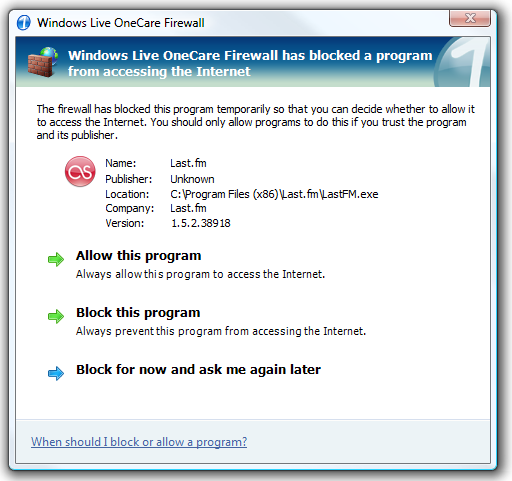 Windows Live OneCare Firewall
Windows Live OneCare Firewall has blocked a program
from accessing the Internet
The firewall has blocked this program temporarily so that you can decide whether to allow it
to access the Internet. You should only allow programs to do this if you trust the program
and its publisher.
Name: Last.fm
Publisher: Unknown
Location: C:\Program Files (x86)\Last.fm\LastFM.exe
Company: Last.fm
Version: 1.5.2.38918
Allow this program
Always allow this program to access the Internet.
Block this program
Always prevent this program from accessing the Internet.
Block for now and ask me again later
When should I block or allow a program?